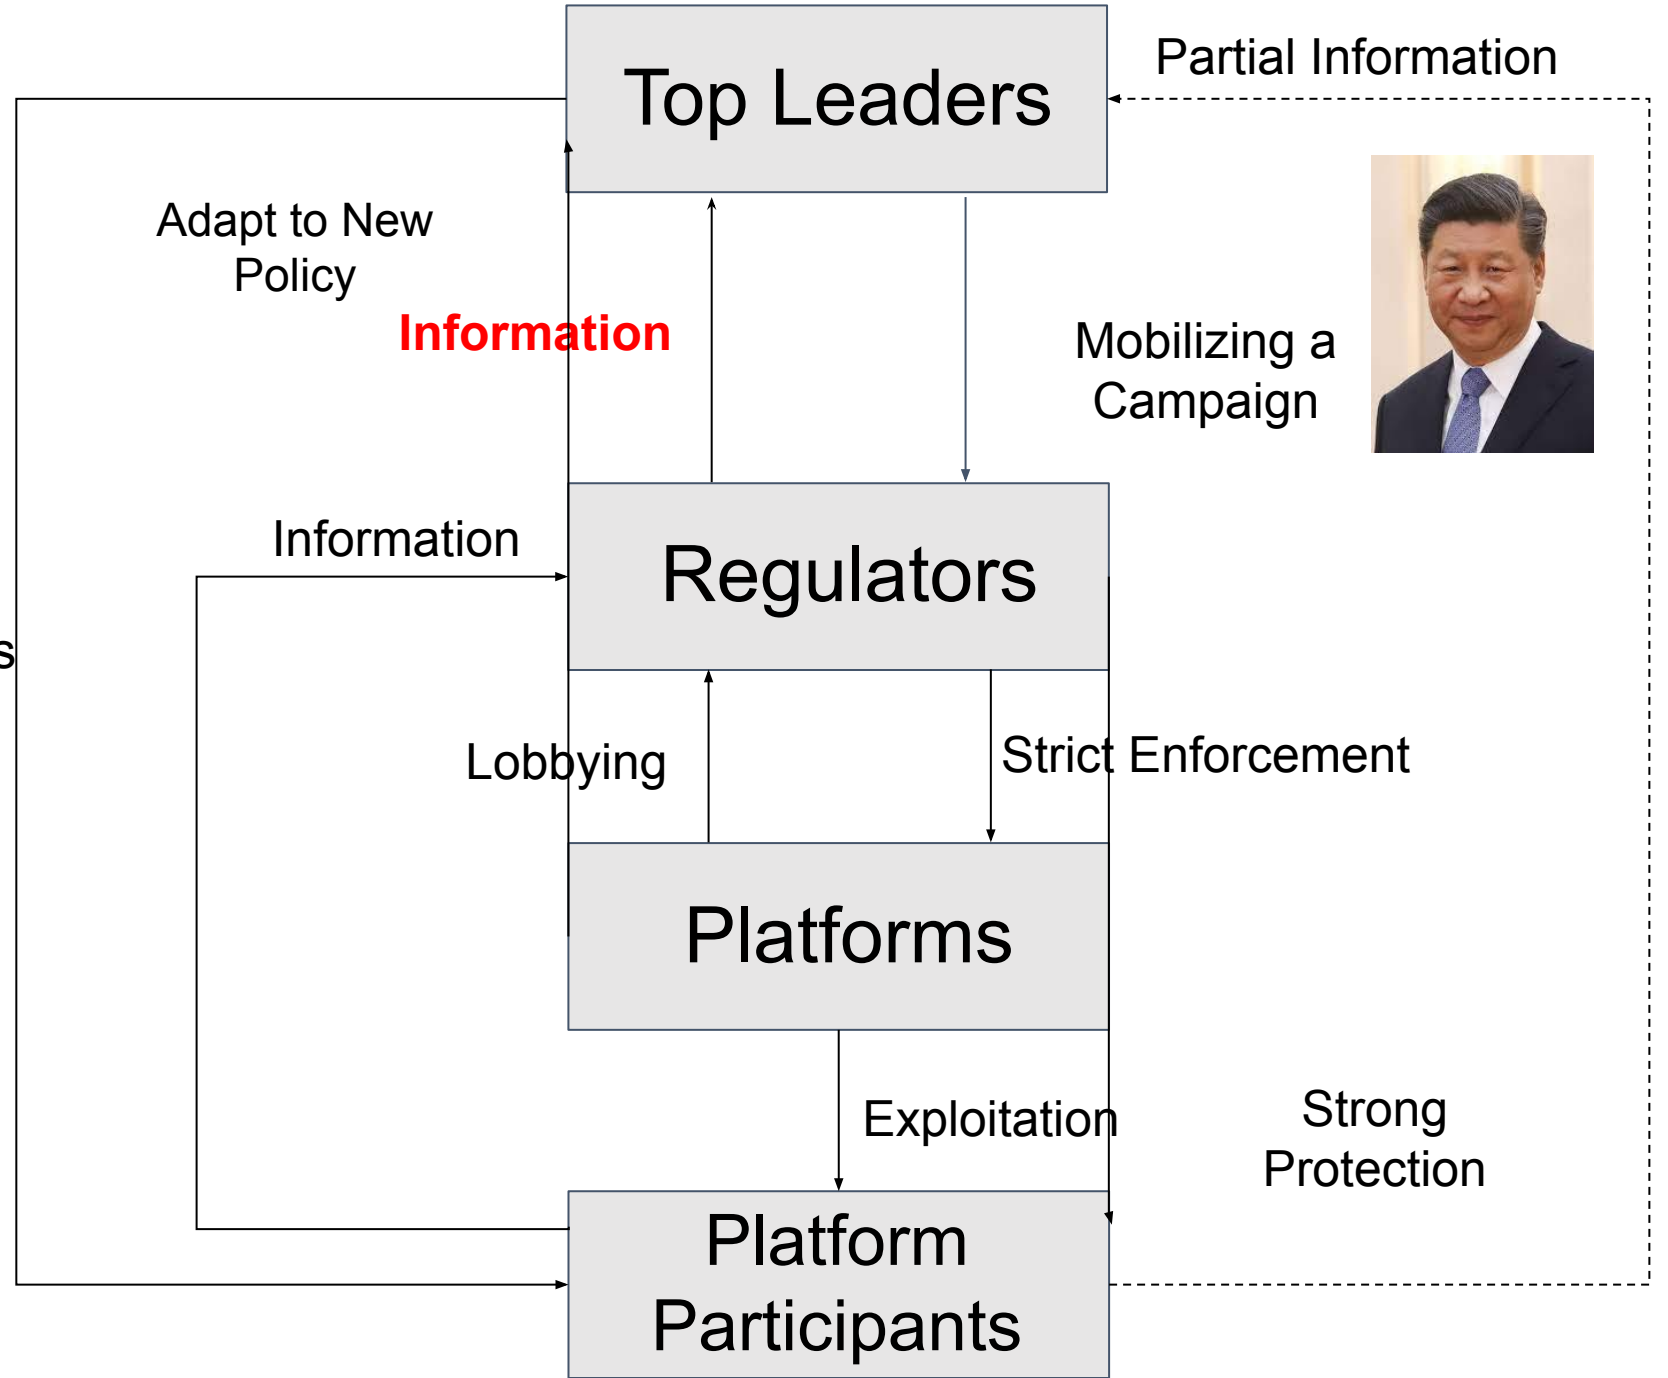 Top Leaders
Partial Information
Adapt to New
Policy
Information
Mobilizing a
Campaign
Information
Regulators
s
Lobbying
Strict Enforcement
Platforms
Exploitation
Strong
Protection
Platform
Participants